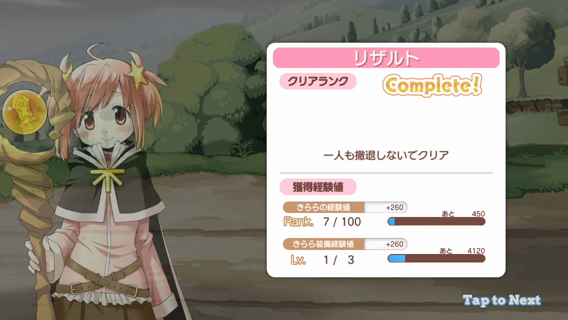 リザルト
クリアランク
Complete!
一人も撤退しないでクリア
獲得経験値
きららの経験値 +260
あと 450
Rank. 7 / 100
きらら装備経験値 +260
あと 4120
Lv. 1 / 3
Tap to Next